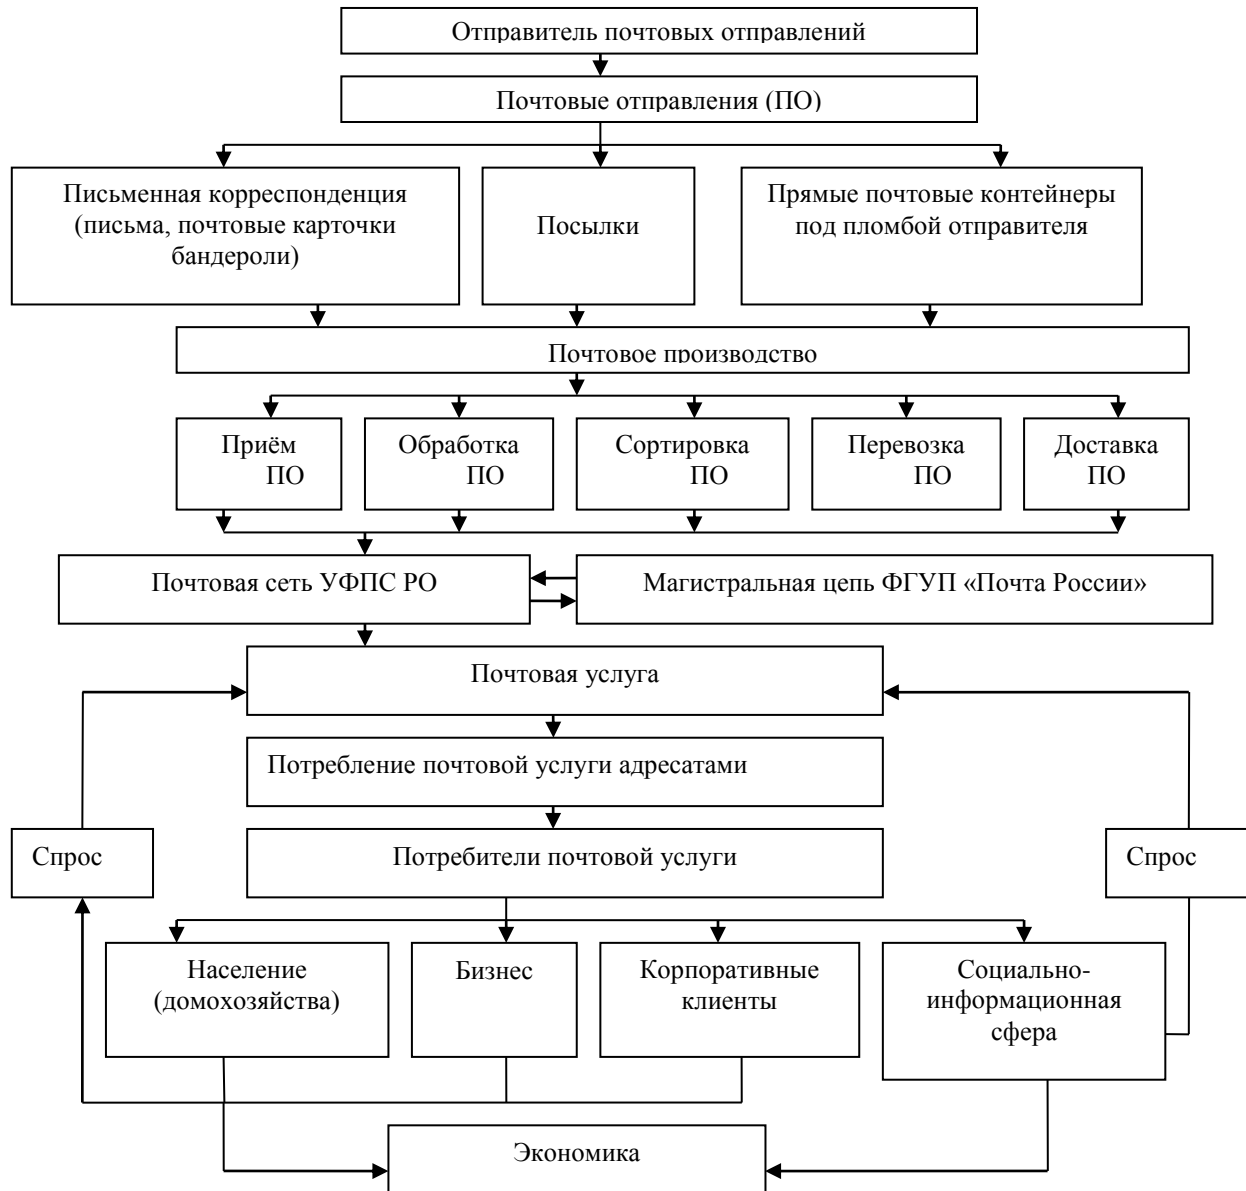 Отправитель почтовых отправлений
Почтовые отправления (ПО)
Письменная корреспонденция
(письма, почтовые карточки
бандероли)
Посылки
Прямые почтовые контейнеры
под пломбой отправителя
Почтовое производство
Приём
ПО
Обработка
ПО
Сортировка
ПО
Перевозка
ПО
Доставка
ПО
Почтовая сеть УФПС РО
Магистральная цепь ФГУП «Почта России»
Почтовая услуга
Потребление почтовой услуги адресатами
Спрос
Потребители почтовой услуги
Спрос
Население
(домохозяйства)
Бизнес
Корпоративные
клиенты
Социально-
информационная
сфера
Экономика